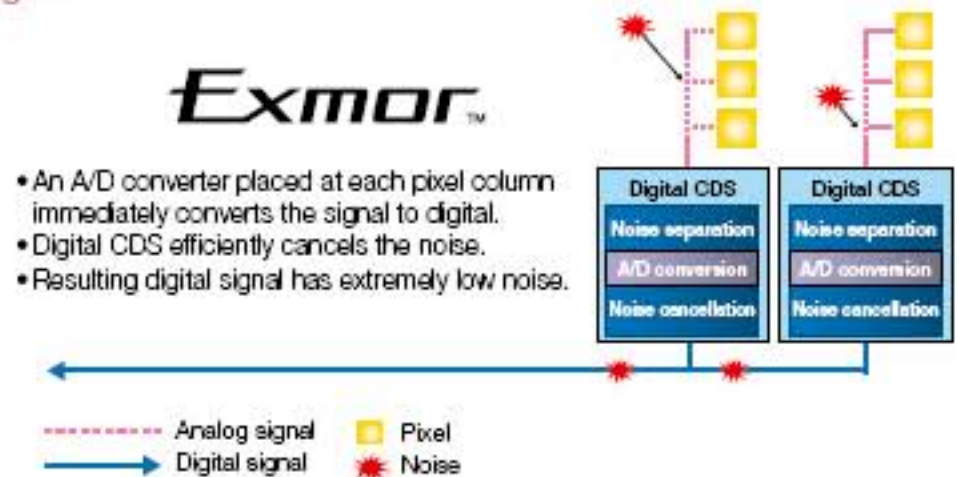 Exmor™
• An A/D converter placed at each pixel column
immediately converts the signal to digital.
• Digital CDS efficiently cancels the noise.
• Resulting digital signal has extremely low noise.
Digital CDS
Noise separation
A/D conversion
Noise cancellation
Digital CDS
Noise separation
A/D conversion
Noise cancellation
Analog signal
Pixel
Digital signal
Noise